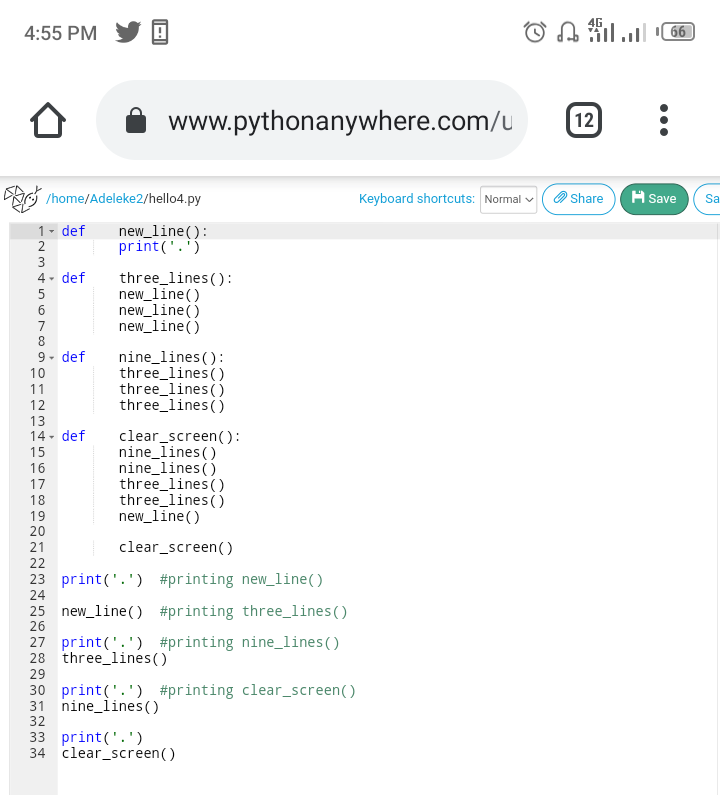 4:55 PM 4G 66
www.pythonanywhere.com/u 12
/home/Adeleke2/hello4.py Keyboard shortcuts: Normal Share Save Sa
1 def new_line():
2 print('.')
3
4 def three_lines():
5 new_line()
6 new_line()
7 new_line()
8
9 def nine_lines():
10 three_lines()
11 three_lines()
12 three_lines()
13
14 def clear_screen():
15 nine_lines()
16 nine_lines()
17 three_lines()
18 three_lines()
19 new_line()
20
21 clear_screen()
22
23 print('.') #printing new_line()
24
25 new_line() #printing three_lines()
26
27 print('.') #printing nine_lines()
28 three_lines()
29
30 print('.') #printing clear_screen()
31 nine_lines()
32
33 print('.')
34 clear_screen()